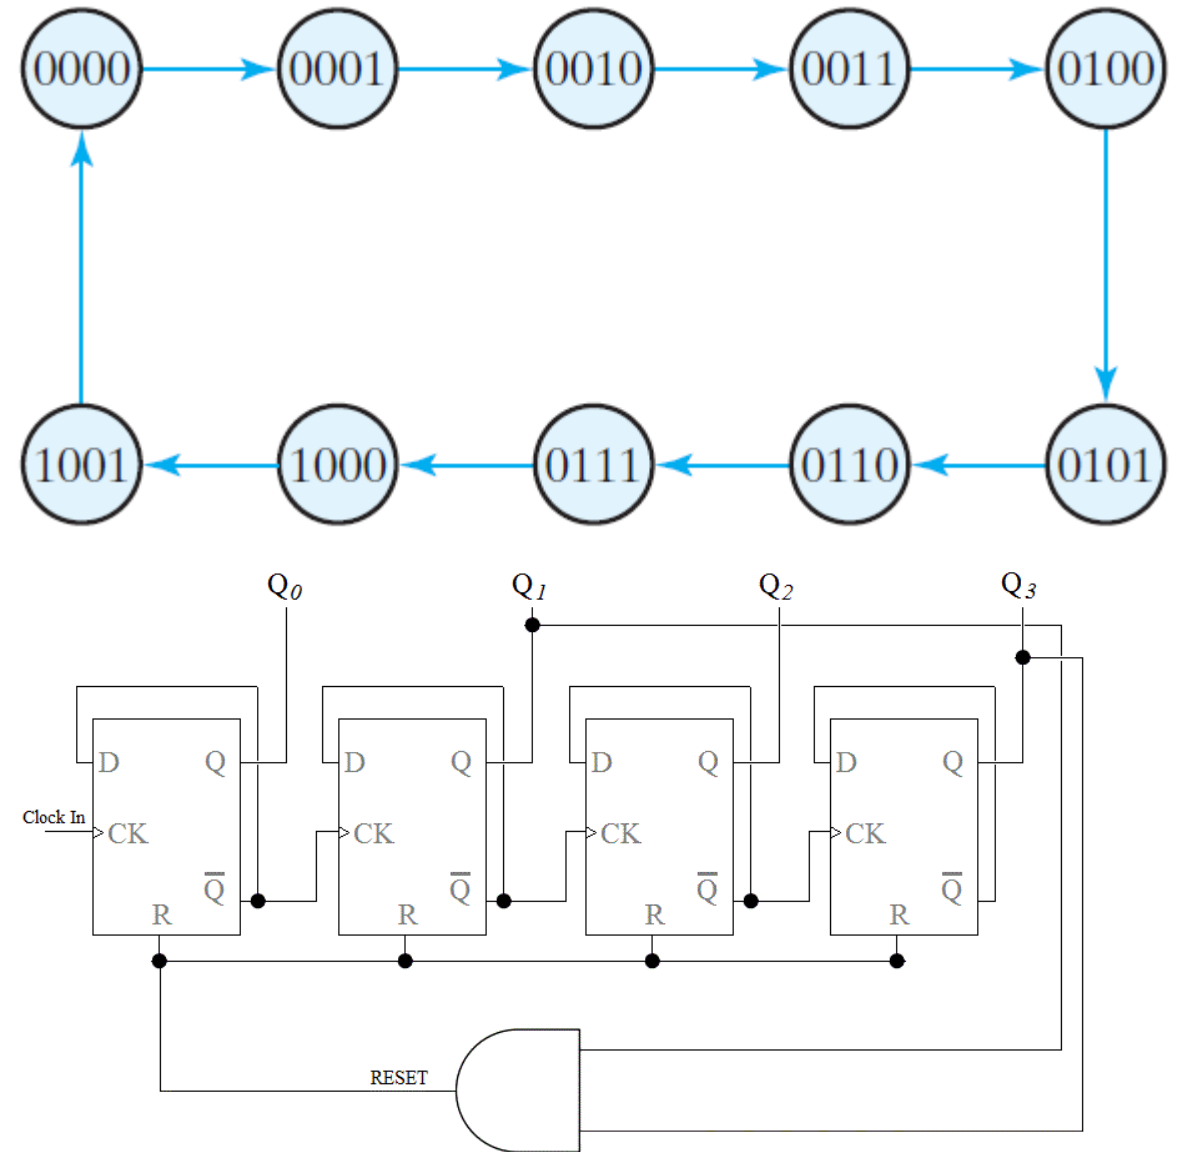 0000 0001 0010 0011 0100
1001 1000 0111 0110 0101
Q0 Q1 Q2 Q3
D Q D Q D Q D Q
Clock In
CK CK CK CK
Q̅ Q̅ Q̅ Q̅
R R R R
RESET